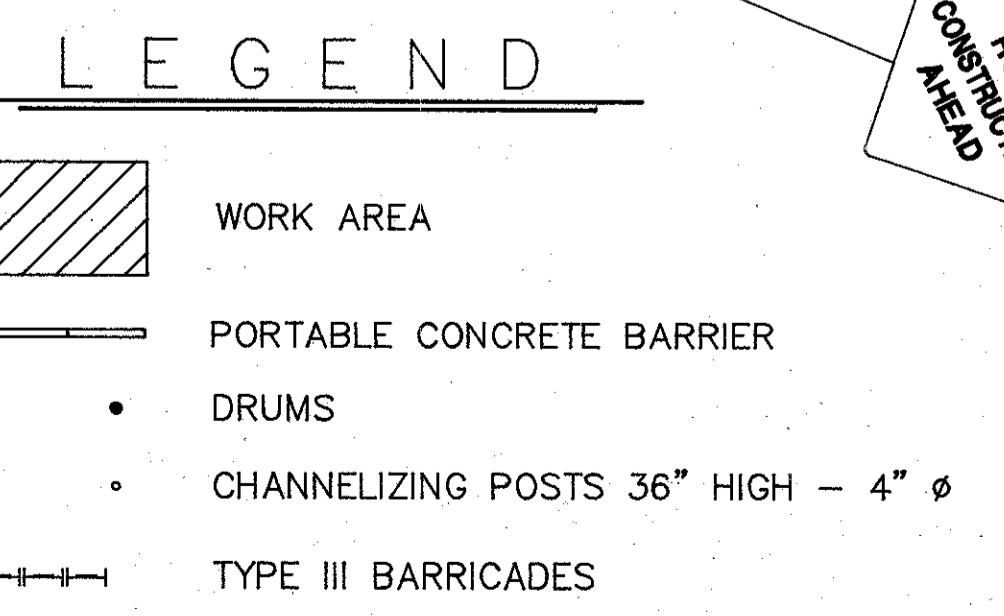 LEGEND
CONSTRUCT
AHEAD
WORK AREA
PORTABLE CONCRETE BARRIER
DRUMS
CHANNELIZING POSTS 36" HIGH – 4" ø
TYPE III BARRICADES